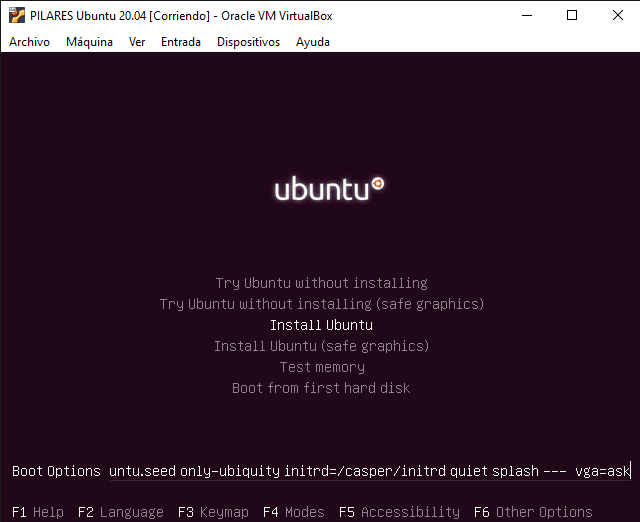 PILARES Ubuntu 20.04 [Corriendo] - Oracle VM VirtualBox
Archivo Máquina Ver Entrada Dispositivos Ayuda
ubuntu
Try Ubuntu without installing
Try Ubuntu without installing (safe graphics)
Install Ubuntu
Install Ubuntu (safe graphics)
Test memory
Boot from first hard disk
Boot Options untu.seed only-ubiquity initrd=/casper/initrd quiet splash --- vga=ask
F1 Help F2 Language F3 Keymap F4 Modes F5 Accessibility F6 Other Options